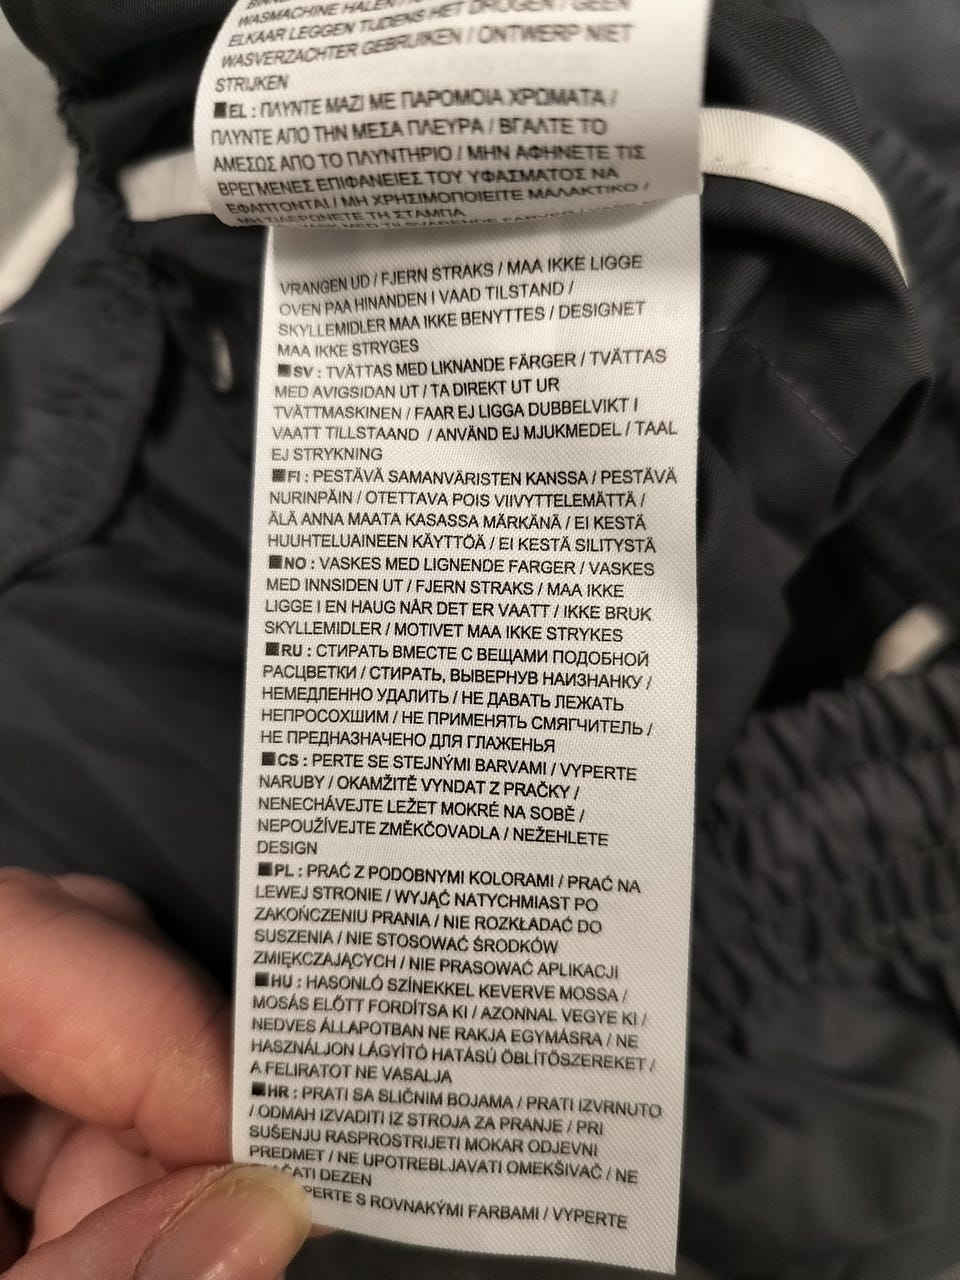 WASMACHINE HALEN
ELKAAR LEGGEN TIJDENS HET DROGEN / GEEN
WASVERZACHTER GEBRUIKEN / ONTWERP NIET
STRIJKEN
■EL : ΠΛΥΝΤΕ ΜΑΖΙ ΜΕ ΠΑΡΟΜΟΙΑ ΧΡΩΜΑΤΑ /
ΠΛΥΝΤΕ ΑΠΟ ΤΗΝ ΜΕΣΑ ΠΛΕΥΡΑ / ΒΓΑΛΤΕ ΤΟ
ΑΜΕΣΩΣ ΑΠΟ ΤΟ ΠΛΥΝΤΗΡΙΟ / ΜΗΝ ΑΦΗΝΕΤΕ ΤΙΣ
ΒΡΕΓΜΕΝΕΣ ΕΠΙΦΑΝΕΙΕΣ ΤΟΥ ΥΦΑΣΜΑΤΟΣ ΝΑ
ΕΦΑΠΤΟΝΤΑΙ / ΜΗ ΧΡΗΣΙΜΟΠΟΙΕΙΤΕ ΜΑΛΑΚΤΙΚΟ /
ΜΗ ΣΙΔΕΡΩΝΕΤΕ ΤΗ ΣΤΑΜΠΑ
VASK MED TILSVARENDE FARVER /
VRANGEN UD / FJERN STRAKS / MAA IKKE LIGGE
OVEN PAA HINANDEN I VAAD TILSTAND /
SKYLLEMIDLER MAA IKKE BENYTTES / DESIGNET
MAA IKKE STRYGES
■SV : TVÄTTAS MED LIKNANDE FÄRGER / TVÄTTAS
MED AVIGSIDAN UT / TA DIREKT UT UR
TVÄTTMASKINEN / FAAR EJ LIGGA DUBBELVIKT I
VAATT TILLSTAAND / ANVÄND EJ MJUKMEDEL / TAAL
EJ STRYKNING
■FI : PESTÄVÄ SAMANVÄRISTEN KANSSA / PESTÄVÄ
NURINPÄIN / OTETTAVA POIS VIIVYTTELEMÄTTÄ /
ÄLÄ ANNA MAATA KASASSA MÄRKÄNÄ / EI KESTÄ
HUUHTELUAINEEN KÄYTTÖÄ / EI KESTÄ SILITYSTÄ
■NO : VASKES MED LIGNENDE FARGER / VASKES
MED INNSIDEN UT / FJERN STRAKS / MAA IKKE
LIGGE I EN HAUG NÅR DET ER VAATT / IKKE BRUK
SKYLLEMIDLER / MOTIVET MAA IKKE STRYKES
■RU : СТИРАТЬ ВМЕСТЕ С ВЕЩАМИ ПОДОБНОЙ
РАСЦВЕТКИ / СТИРАТЬ, ВЫВЕРНУВ НАИЗНАНКУ /
НЕМЕДЛЕННО УДАЛИТЬ / НЕ ДАВАТЬ ЛЕЖАТЬ
НЕПРОСОХШИМ / НЕ ПРИМЕНЯТЬ СМЯГЧИТЕЛЬ /
НЕ ПРЕДНАЗНАЧЕНО ДЛЯ ГЛАЖЕНЬЯ
■CS : PERTE SE STEJNÝMI BARVAMI / VYPERTE
NARUBY / OKAMŽITĚ VYNDAT Z PRAČKY /
NENECHÁVEJTE LEŽET MOKRÉ NA SOBĚ /
NEPOUŽÍVEJTE ZMĚKČOVADLA / NEŽEHLETE
DESIGN
■PL : PRAĆ Z PODOBNYMI KOLORAMI / PRAĆ NA
LEWEJ STRONIE / WYJĄĆ NATYCHMIAST PO
ZAKOŃCZENIU PRANIA / NIE ROZKŁADAĆ DO
SUSZENIA / NIE STOSOWAĆ ŚRODKÓW
ZMIĘKCZAJĄCYCH / NIE PRASOWAĆ APLIKACJI
■HU : HASONLÓ SZÍNEKKEL KEVERVE MOSSA /
MOSÁS ELŐTT FORDÍTSA KI / AZONNAL VEGYE KI /
NEDVES ÁLLAPOTBAN NE RAKJA EGYMÁSRA / NE
HASZNÁLJON LÁGYÍTÓ HATÁSÚ ÖBLÍTŐSZEREKET /
A FELIRATOT NE VASALJA
■HR : PRATI SA SLIČNIM BOJAMA / PRATI IZVRNUTO
/ ODMAH IZVADITI IZ STROJA ZA PRANJE / PRI
SUŠENJU RASPROSTRIJETI MOKAR ODJEVNI
PREDMET / NE UPOTREBLJAVATI OMEKŠIVAČ / NE
AČATI DEZEN
PERTE S ROVNAKÝMI FARBAMI / VYPERTE